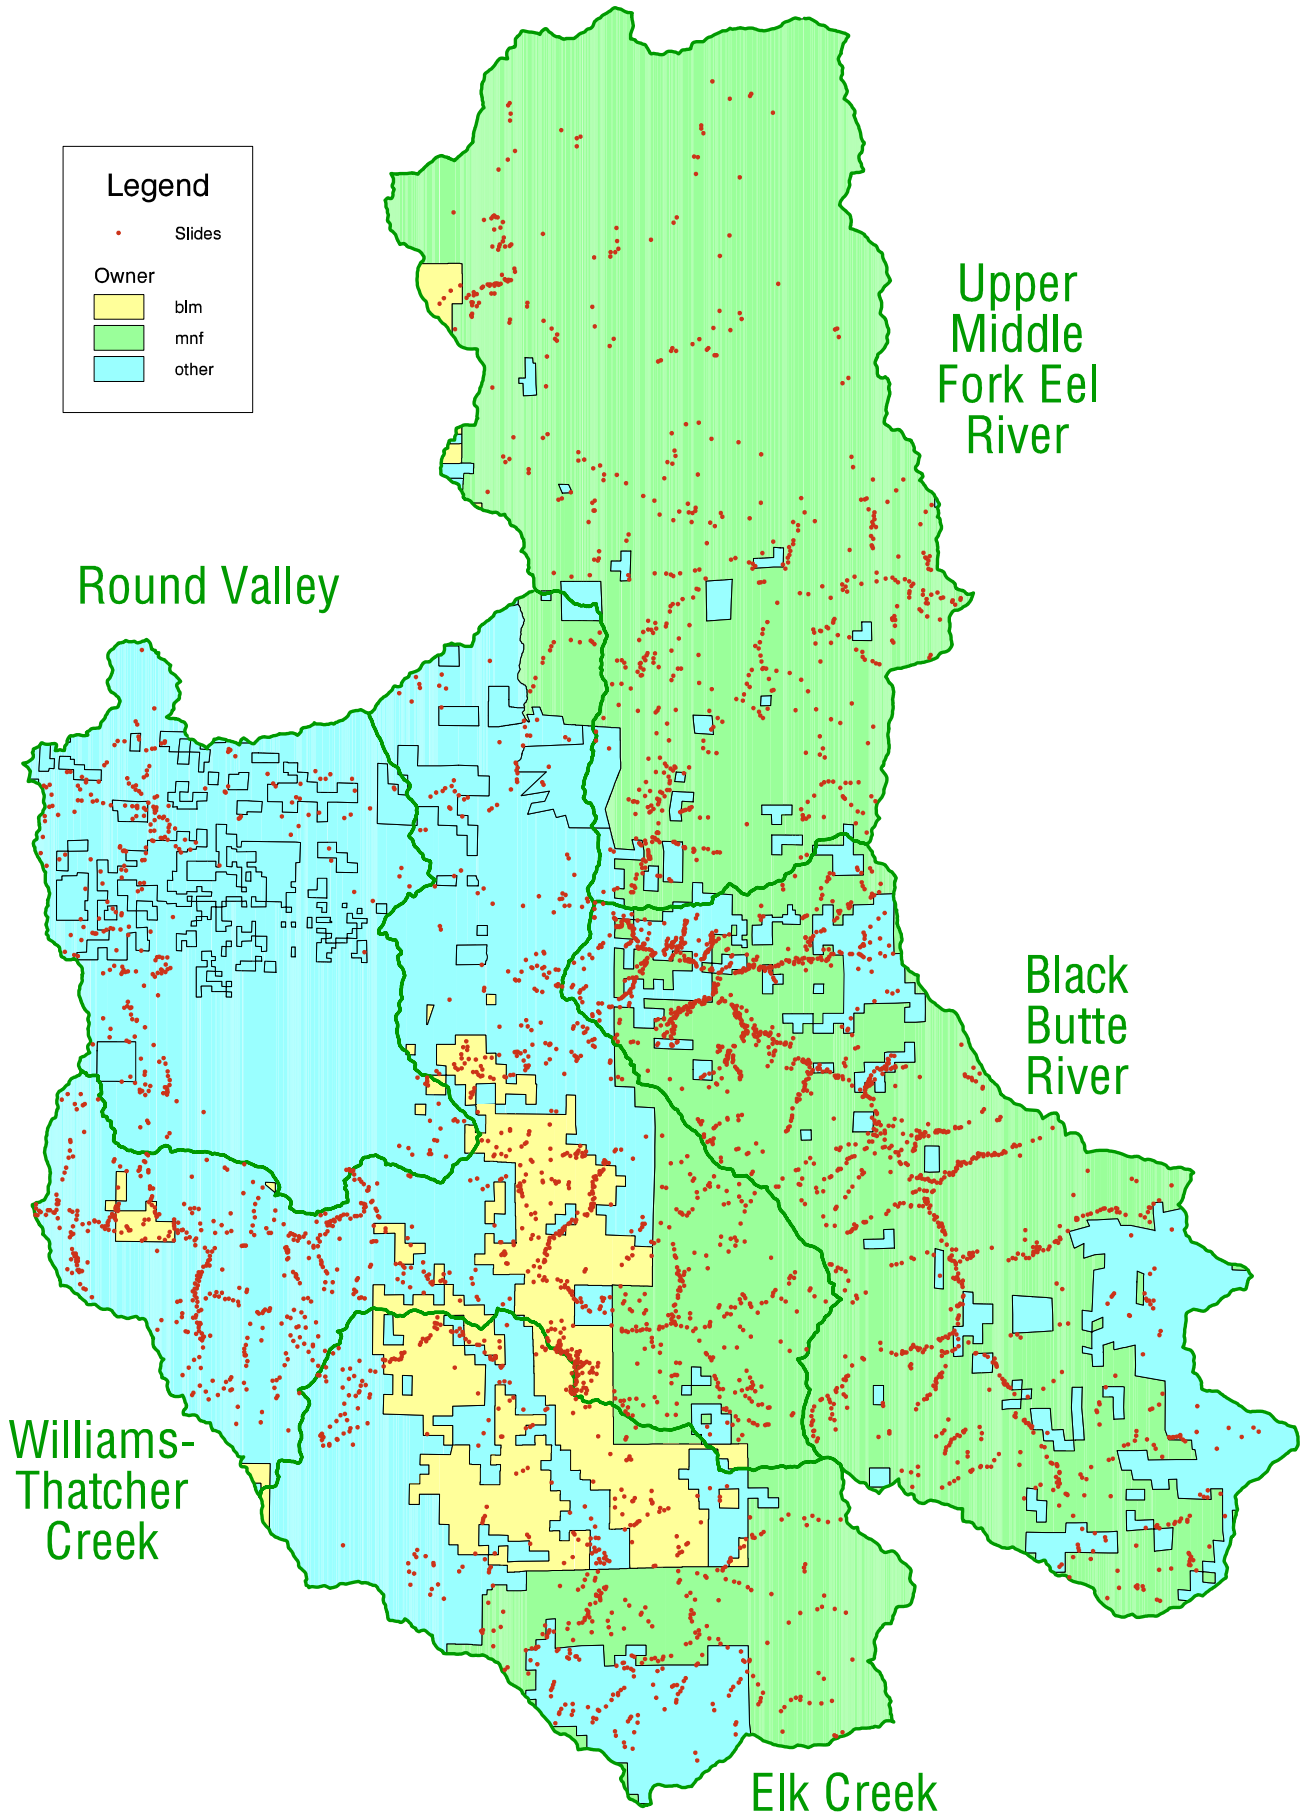 Legend
Slides
Owner
blm
mnf
other
Upper
Middle
Fork Eel
River
Round Valley
Black
Butte
River
Williams-
Thatcher
Creek
Elk Creek